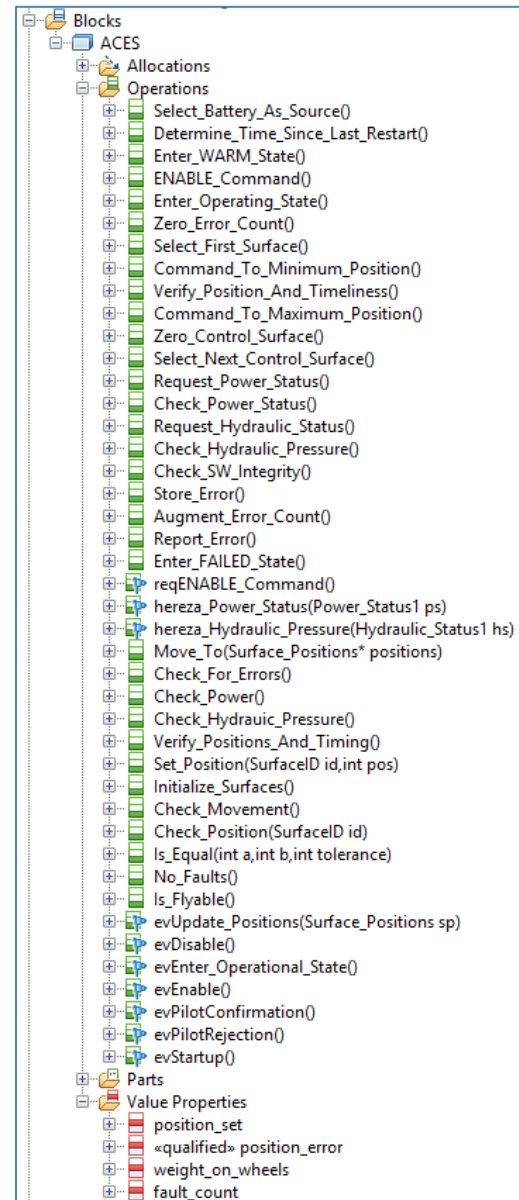 Blocks
ACES
Allocations
Operations
Select_Battery_As_Source()
Determine_Time_Since_Last_Restart()
Enter_WARM_State()
ENABLE_Command()
Enter_Operating_State()
Zero_Error_Count()
Select_First_Surface()
Command_To_Minimum_Position()
Verify_Position_And_Timeliness()
Command_To_Maximum_Position()
Zero_Control_Surface()
Select_Next_Control_Surface()
Request_Power_Status()
Check_Power_Status()
Request_Hydraulic_Status()
Check_Hydraulic_Pressure()
Check_SW_Integrity()
Store_Error()
Augment_Error_Count()
Report_Error()
Enter_FAILED_State()
reqENABLE_Command()
hereza_Power_Status(Power_Status1 ps)
hereza_Hydraulic_Pressure(Hydraulic_Status1 hs)
Move_To(Surface_Positions* positions)
Check_For_Errors()
Check_Power()
Check_Hydrauic_Pressure()
Verify_Positions_And_Timing()
Set_Position(SurfaceID id,int pos)
Initialize_Surfaces()
Check_Movement()
Check_Position(SurfaceID id)
Is_Equal(int a,int b,int tolerance)
No_Faults()
Is_Flyable()
evUpdate_Positions(Surface_Positions sp)
evDisable()
evEnter_Operational_State()
evEnable()
evPilotConfirmation()
evPilotRejection()
evStartup()
Parts
Value Properties
position_set
«qualified» position_error
weight_on_wheels
fault_count